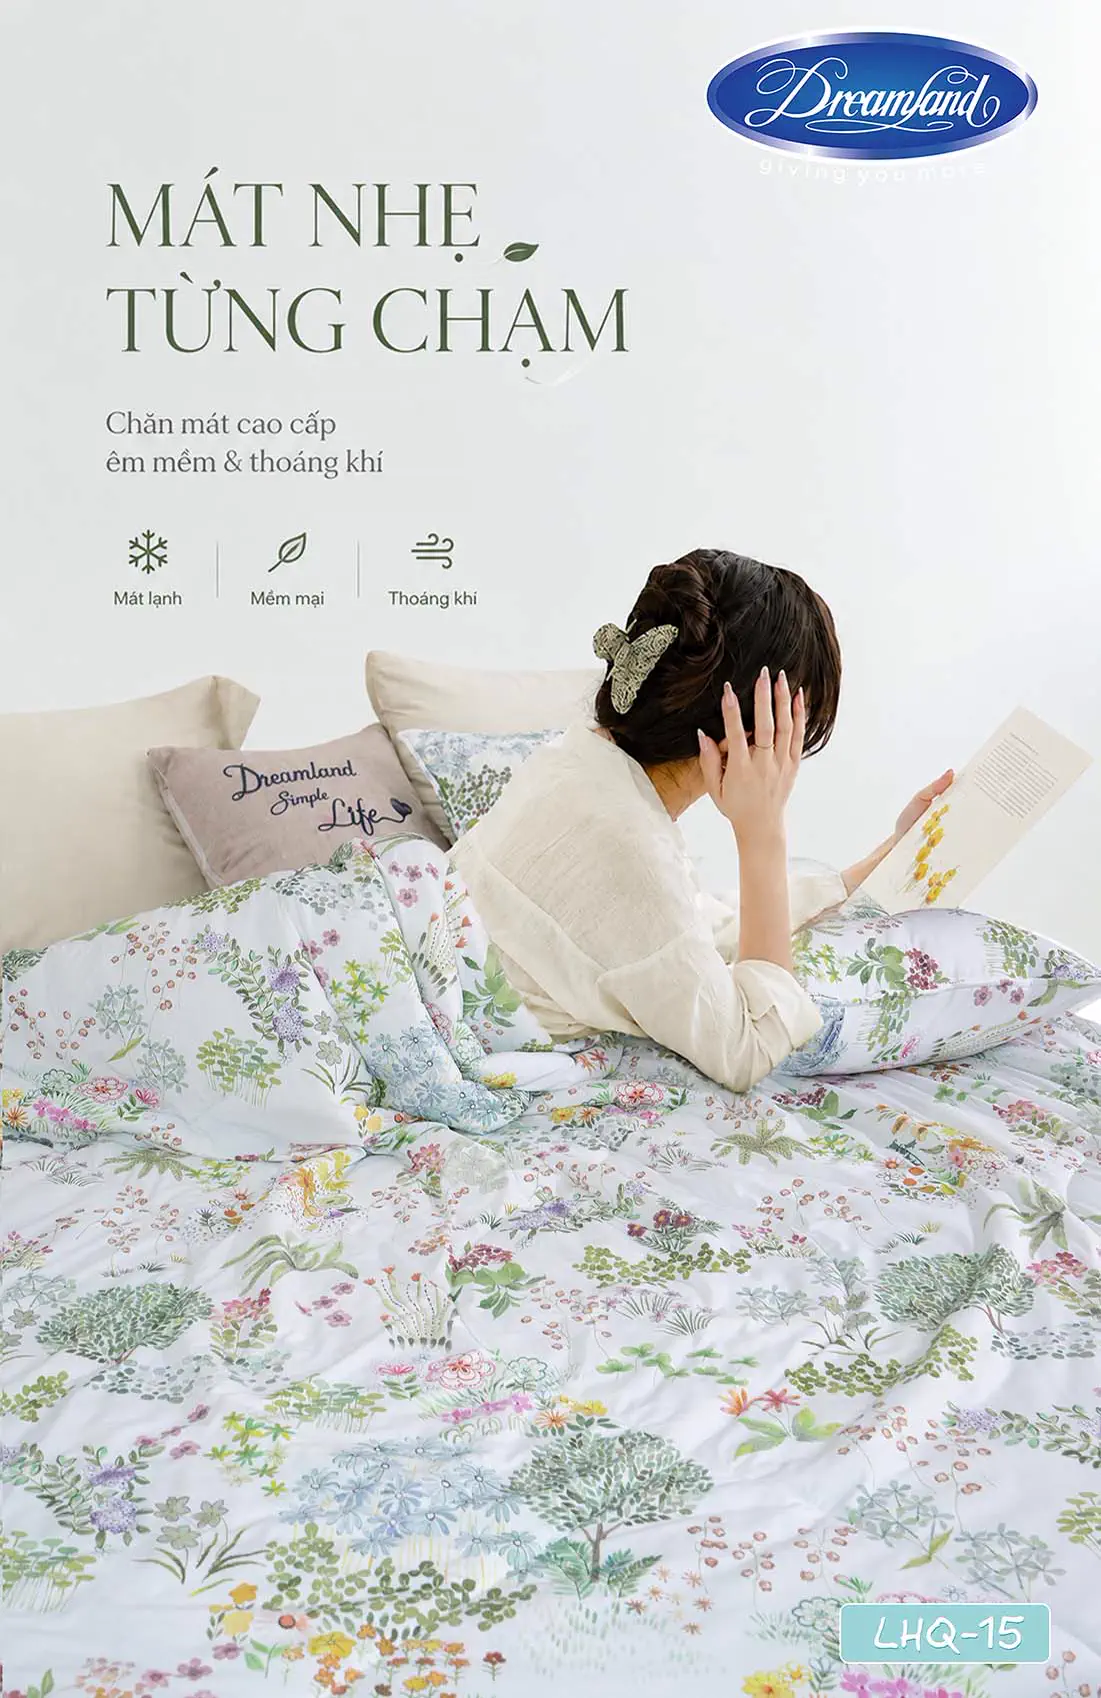 Dreamland
giving you more
MÁT NHẸ
TỪNG CHẠM
Chăn mát cao cấp
êm mềm & thoáng khí
Mát lạnh
Mềm mại
Thoáng khí
Dreamland
Simple
Life
LHQ-15